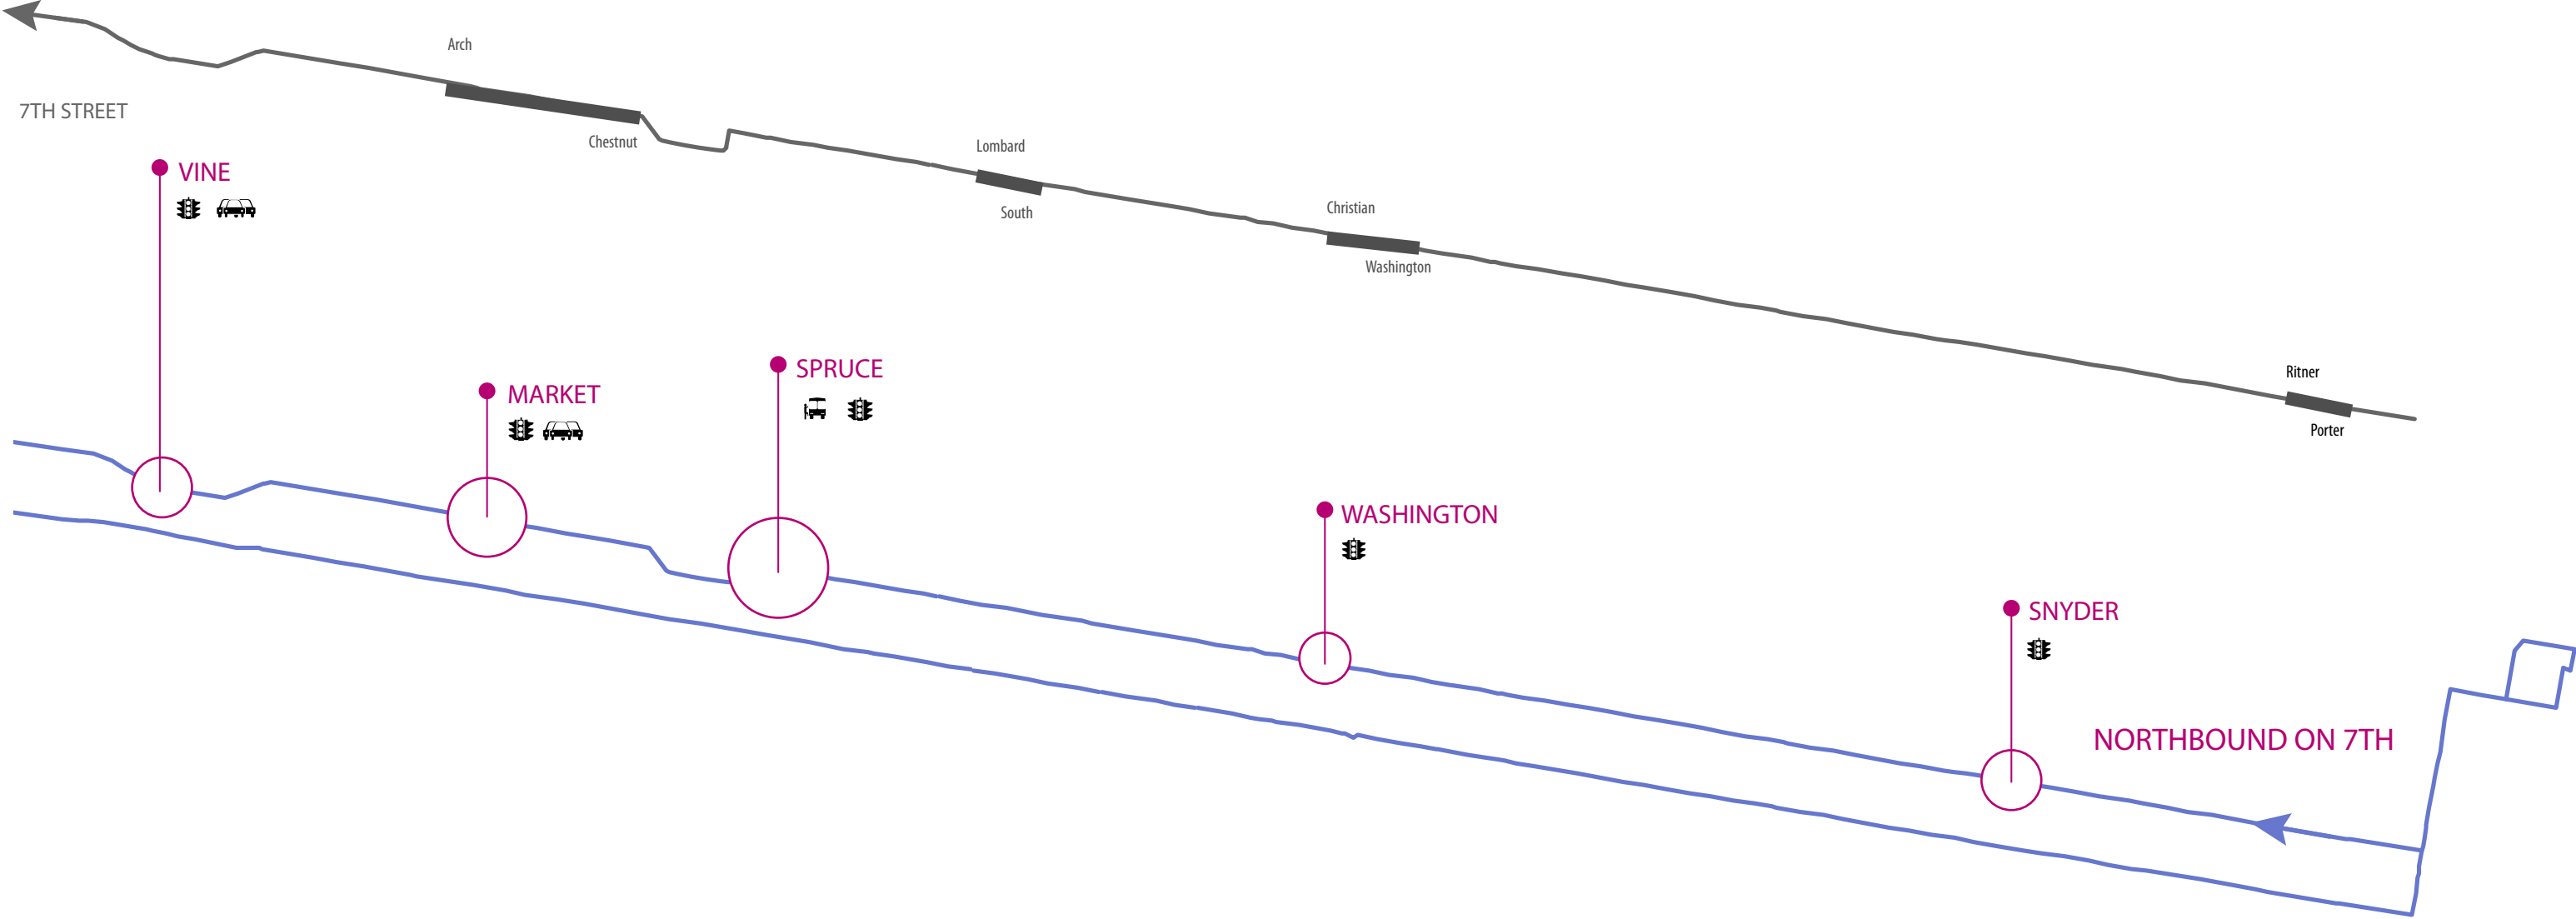 Arch
7TH STREET
Chestnut
Lombard
VINE
South
Christian
Washington
Ritner
SPRUCE
MARKET
Porter
WASHINGTON
SNYDER
NORTHBOUND ON 7TH